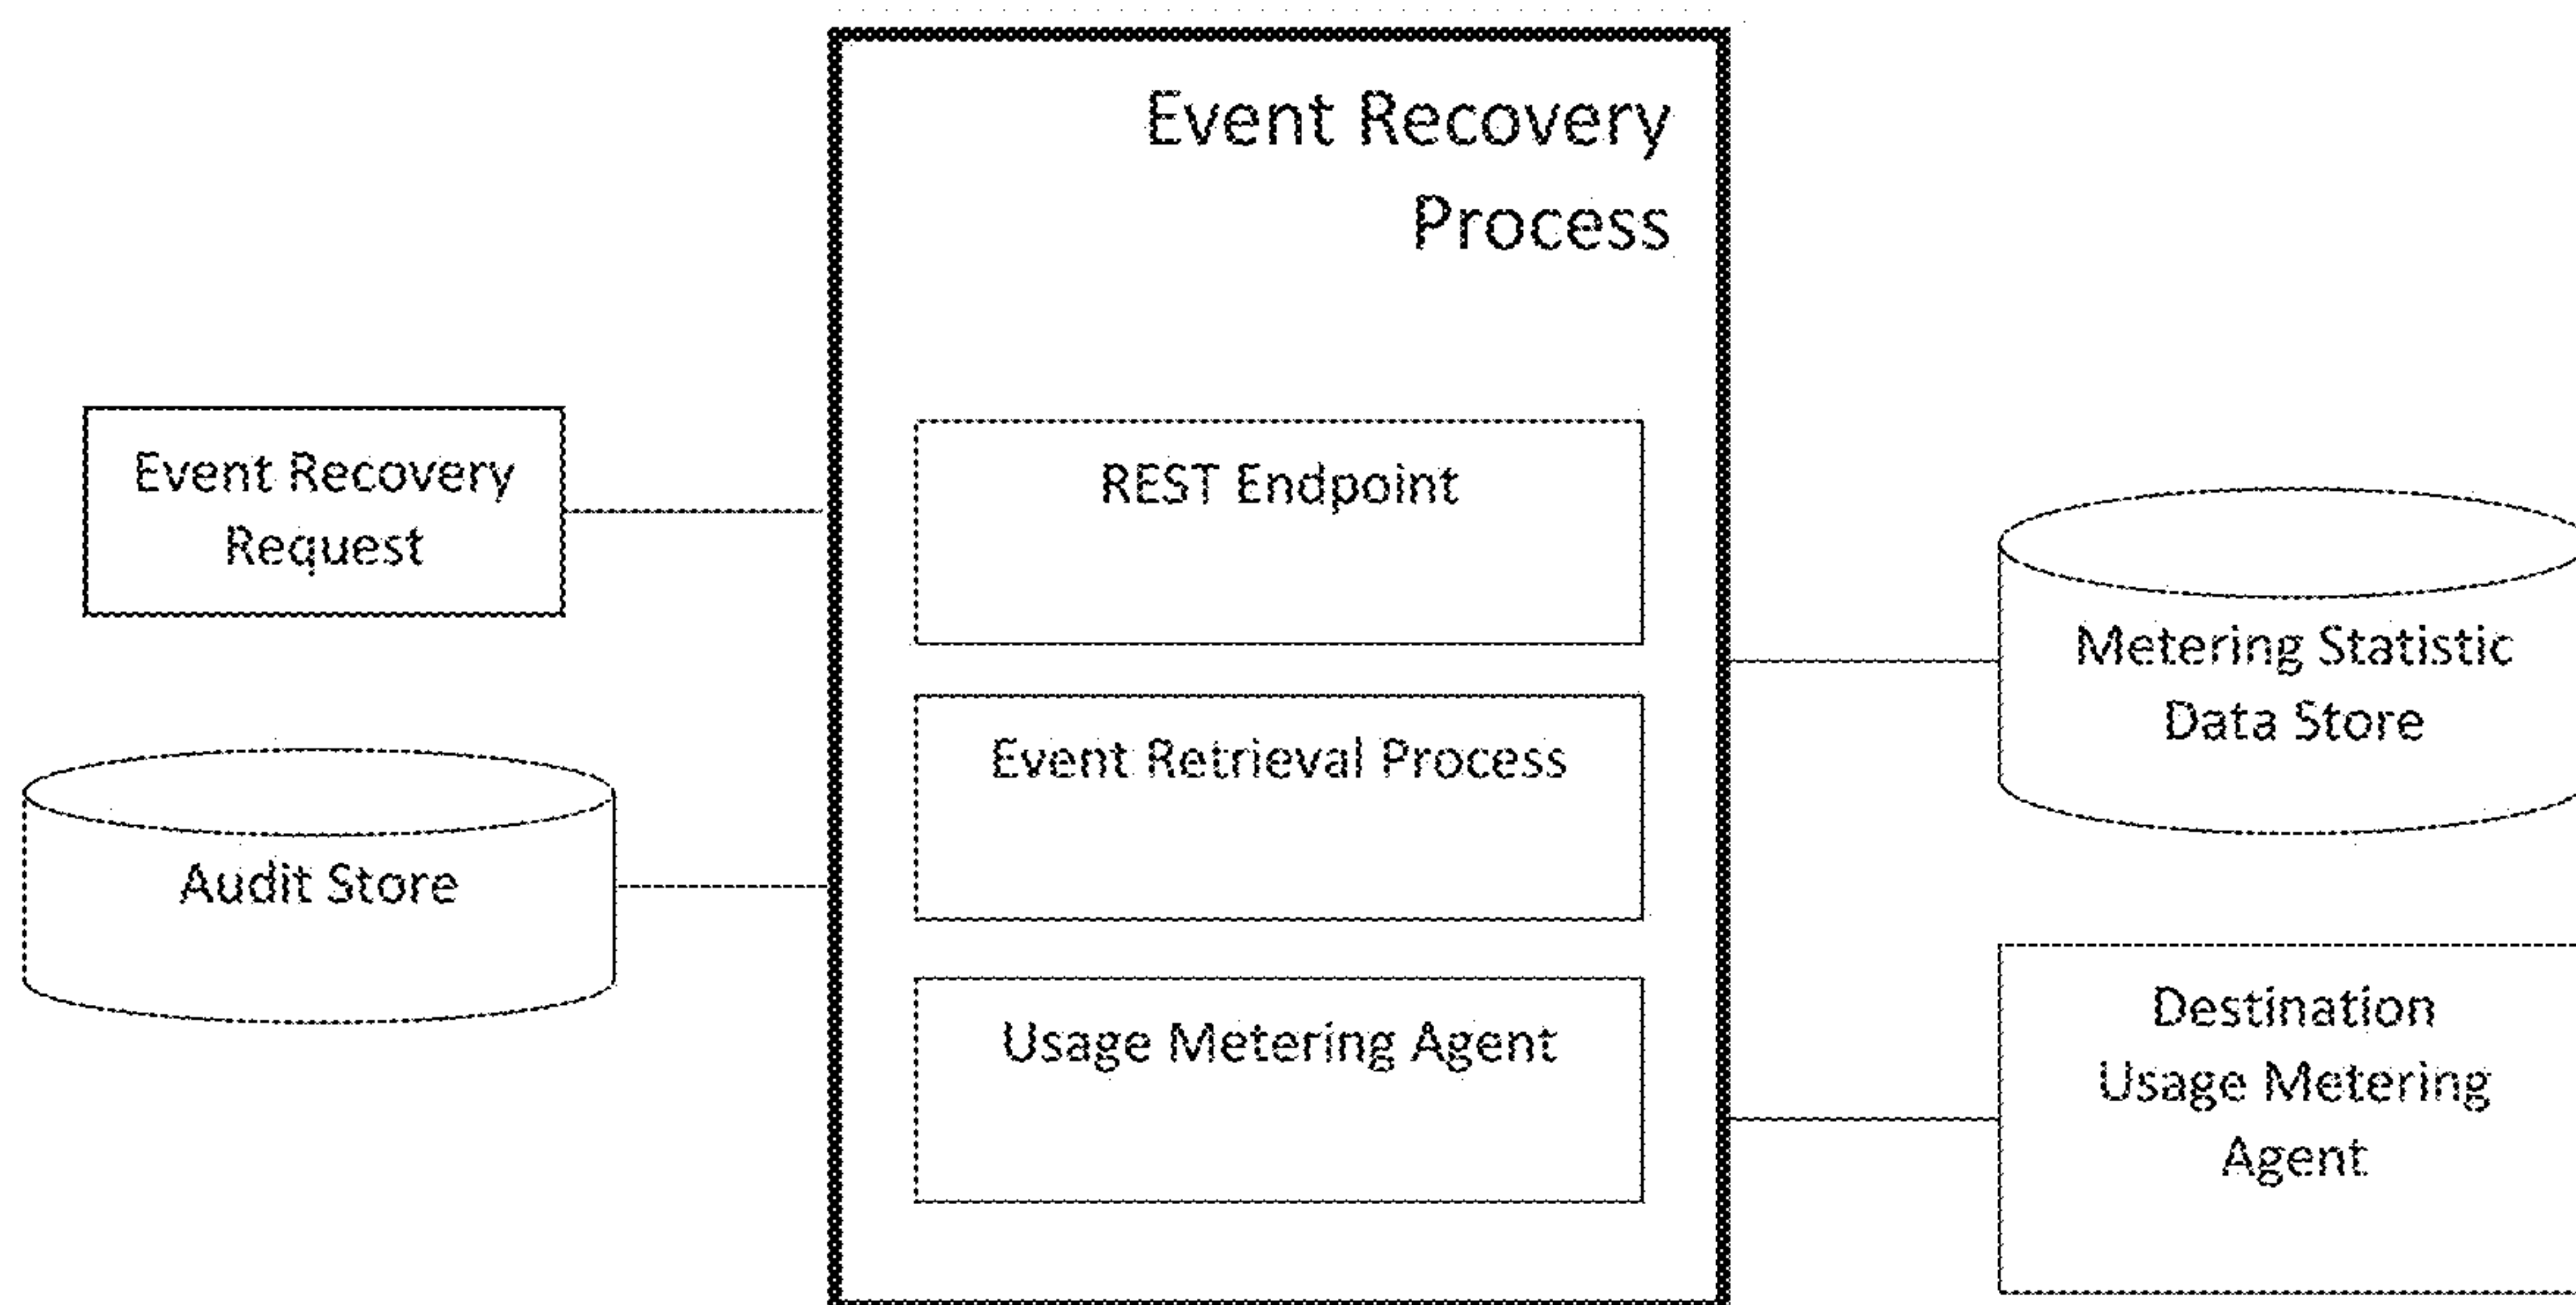 Event Recovery
Process
Event Recovery
Request
REST Endpoint
Metering Statistic
Data Store
Event Retrieval Process
Audit Store
Usage Metering Agent
Destination
Usage Metering
Agent